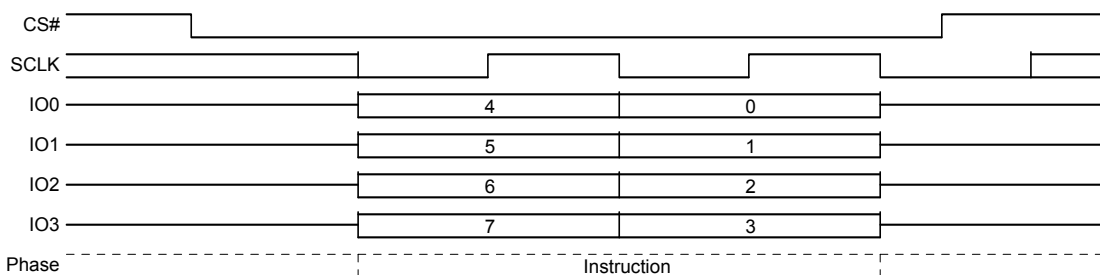 CS#
SCLK
IO0 4 0
IO1 5 1
IO2 6 2
IO3 7 3
Phase Instruction